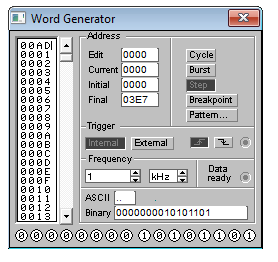 Word Generator
00AD
0001
0002
0003
0004
0005
0006
0007
0008
0009
000A
000B
000C
000D
000E
000F
0010
0011
0012
0013
Address
Edit 0000
Current 0000
Initial 0000
Final 03E7
Cycle
Burst
Step
Breakpoint
Pattern...
Trigger
Internal External
Frequency
1 kHz
Data ready
ASCII ..
Binary 0000000010101101
0 0 0 0 0 0 0 0 1 0 1 0 1 1 0 1